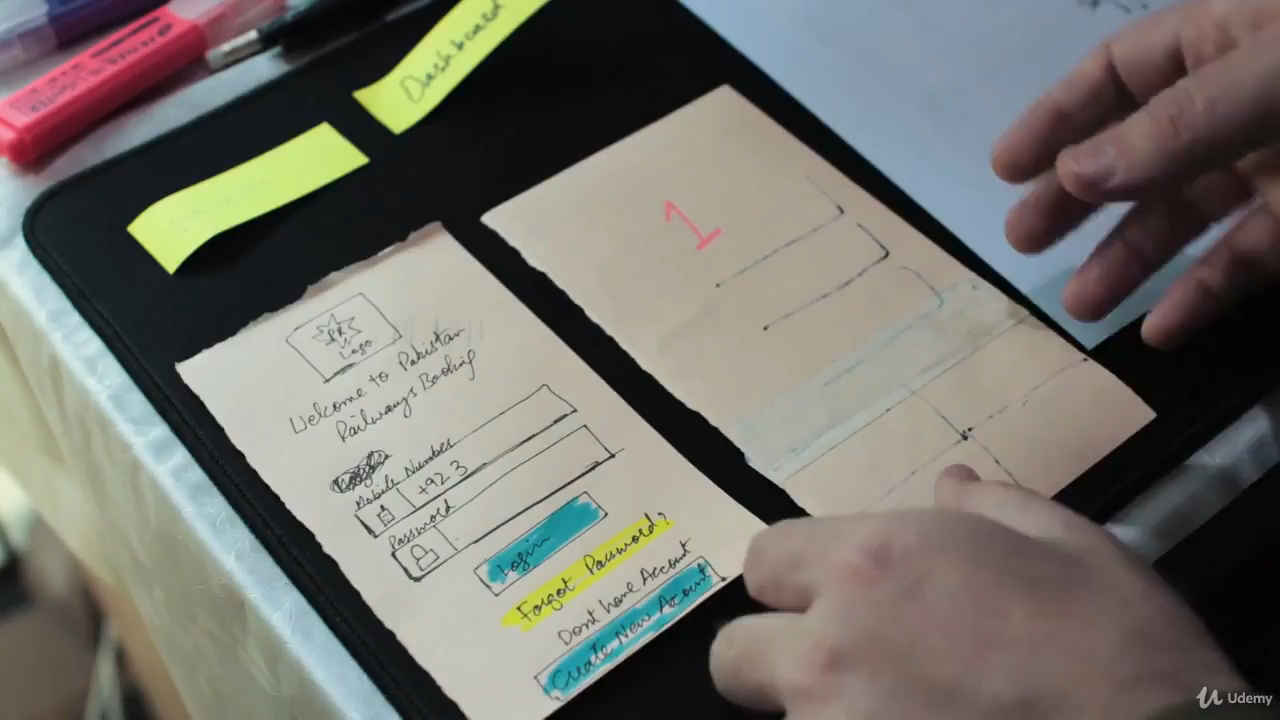 Dashboard
1
PR
Logo
Welcome to Pakistan
Railways Booking
Mobile Number
+92.3
Password
Login
Forgot Password?
Dont have Account
Create New Acount
Udemy